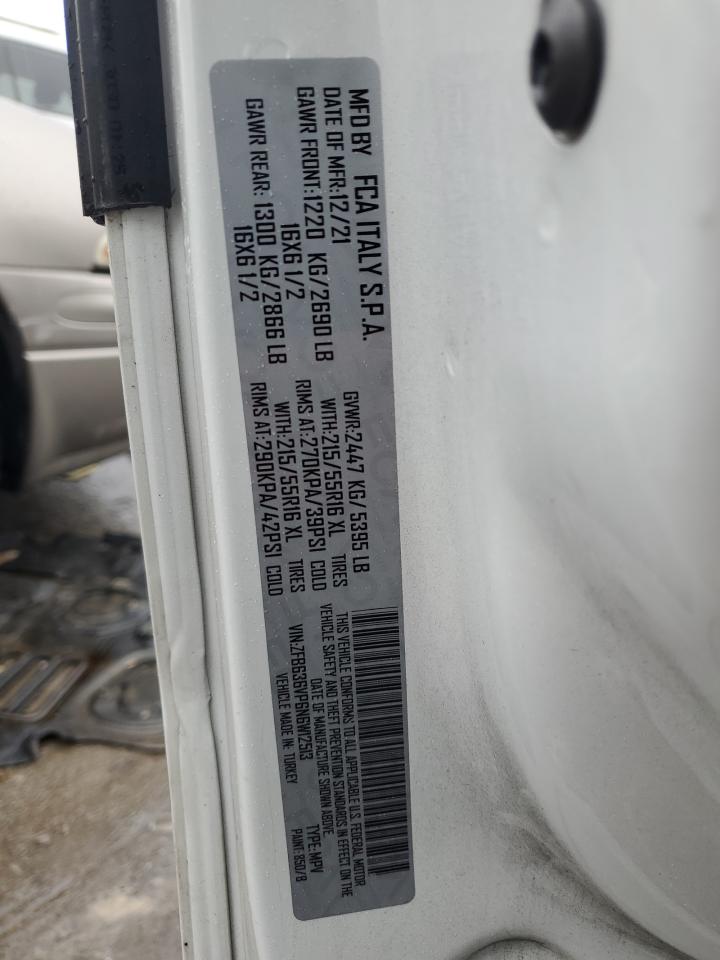 MFD BY FCA ITALY S.P.A.
DATE OF MFR:12/21 GVWR:2447 KG/ 5395 LB
GAWR FRONT:1220 KG/2690 LB WITH:215/55R16 XL TIRES
16X6 1/2 RIMS AT:270KPA/39PSI COLD
GAWR REAR: 1300 KG/2866 LB WITH:215/55R16 XL TIRES
16X6 1/2 RIMS AT:290KPA/42PSI COLD
THIS VEHICLE CONFORMS TO ALL APPLICABLE U.S. FEDERAL MOTOR
VEHICLE SAFETY AND THEFT PREVENTION STANDARDS IN EFFECT ON THE
DATE OF MANUFACTURE SHOWN ABOVE.
VIN:ZFBG36VP6N6W12513 TYPE:MPV
VEHICLE MADE IN: TURKEY PAINT:850/B